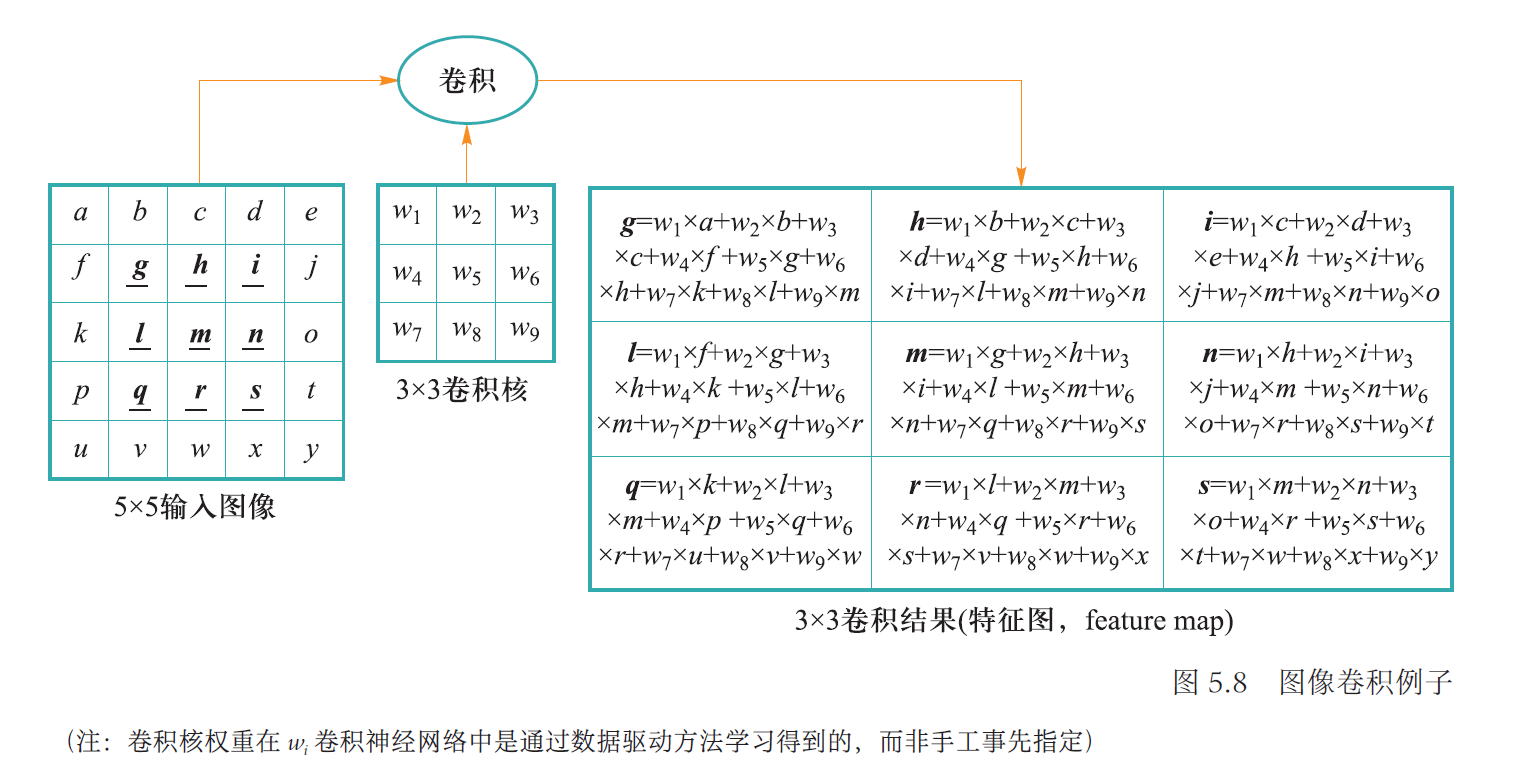 卷积
a b c d e
f g h i j
k l m n o
p q r s t
u v w x y
5×5输入图像
w₁ w₂ w₃
w₄ w₅ w₆
w₇ w₈ w₉
3×3卷积核
g=w₁×a+w₂×b+w₃
×c+w₄×f +w₅×g+w₆
×h+w₇×k+w₈×l+w₉×m
h=w₁×b+w₂×c+w₃
×d+w₄×g +w₅×h+w₆
×i+w₇×l+w₈×m+w₉×n
i=w₁×c+w₂×d+w₃
×e+w₄×h +w₅×i+w₆
×j+w₇×m+w₈×n+w₉×o
l=w₁×f+w₂×g+w₃
×h+w₄×k +w₅×l+w₆
×m+w₇×p+w₈×q+w₉×r
m=w₁×g+w₂×h+w₃
×i+w₄×l +w₅×m+w₆
×n+w₇×q+w₈×r+w₉×s
n=w₁×h+w₂×i+w₃
×j+w₄×m +w₅×n+w₆
×o+w₇×r+w₈×s+w₉×t
q=w₁×k+w₂×l+w₃
×m+w₄×p +w₅×q+w₆
×r+w₇×u+w₈×v+w₉×w
r =w₁×l+w₂×m+w₃
×n+w₄×q +w₅×r+w₆
×s+w₇×v+w₈×w+w₉×x
s=w₁×m+w₂×n+w₃
×o+w₄×r +w₅×s+w₆
×t+w₇×w+w₈×x+w₉×y
3×3卷积结果(特征图，feature map)
图 5.8 图像卷积例子
（注：卷积核权重在 wᵢ 卷积神经网络中是通过数据驱动方法学习得到的，而非手工事先指定）